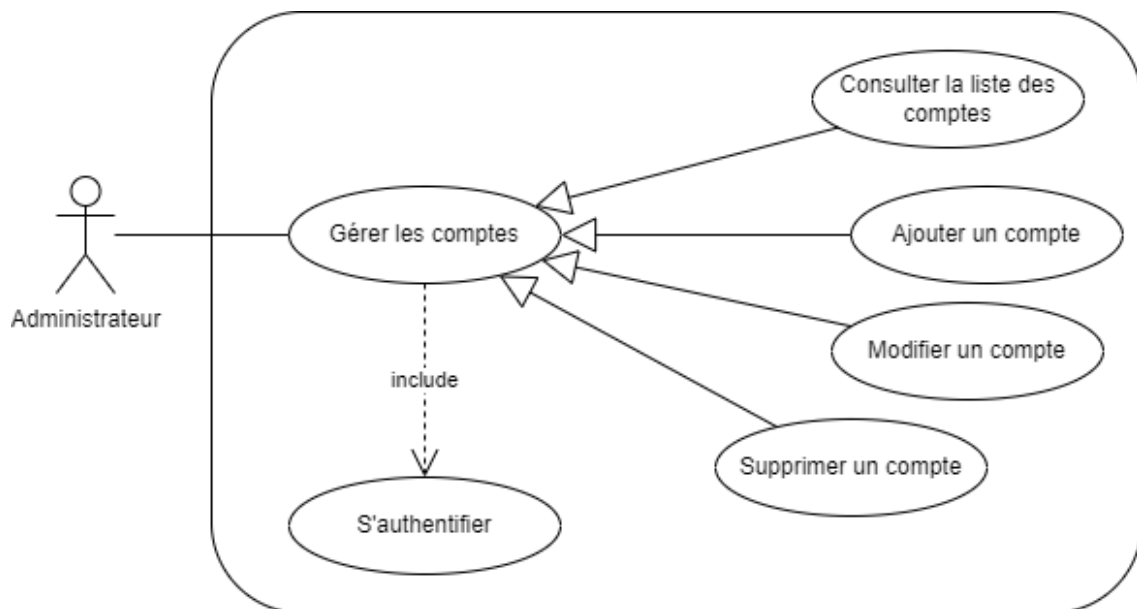 Consulter la liste des
comptes
Gérer les comptes
Ajouter un compte
Administrateur
Modifier un compte
include
Supprimer un compte
S'authentifier